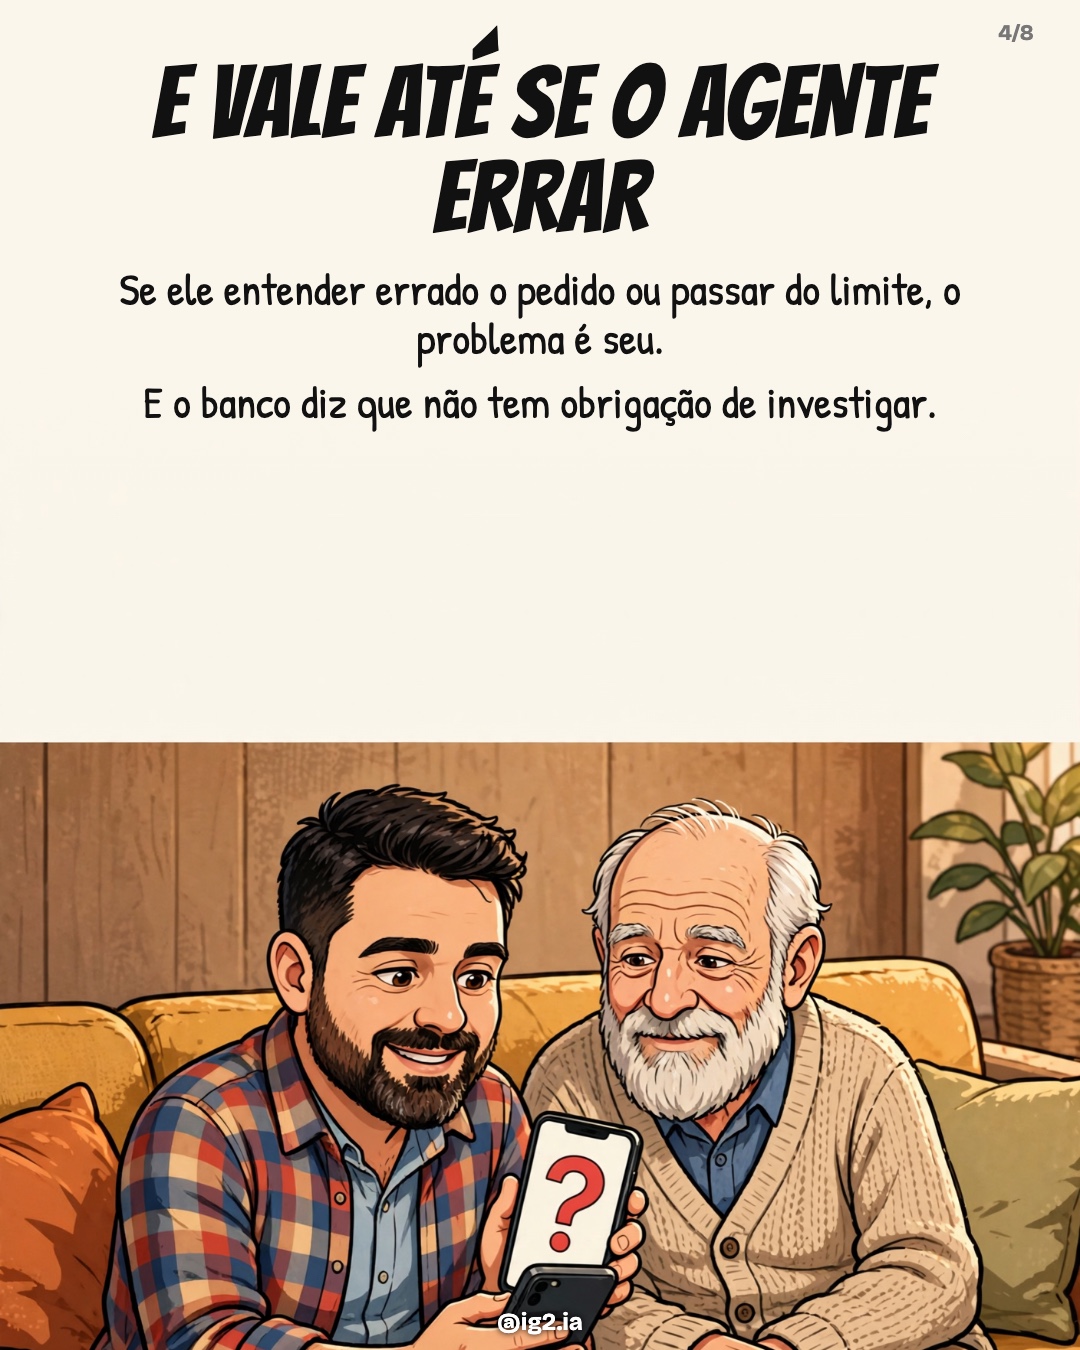 4/8
E VALE ATÉ SE O AGENTE
ERRAR
Se ele entender errado o pedido ou passar do limite, o
problema é seu.
E o banco diz que não tem obrigação de investigar.
?
@ig2.ia